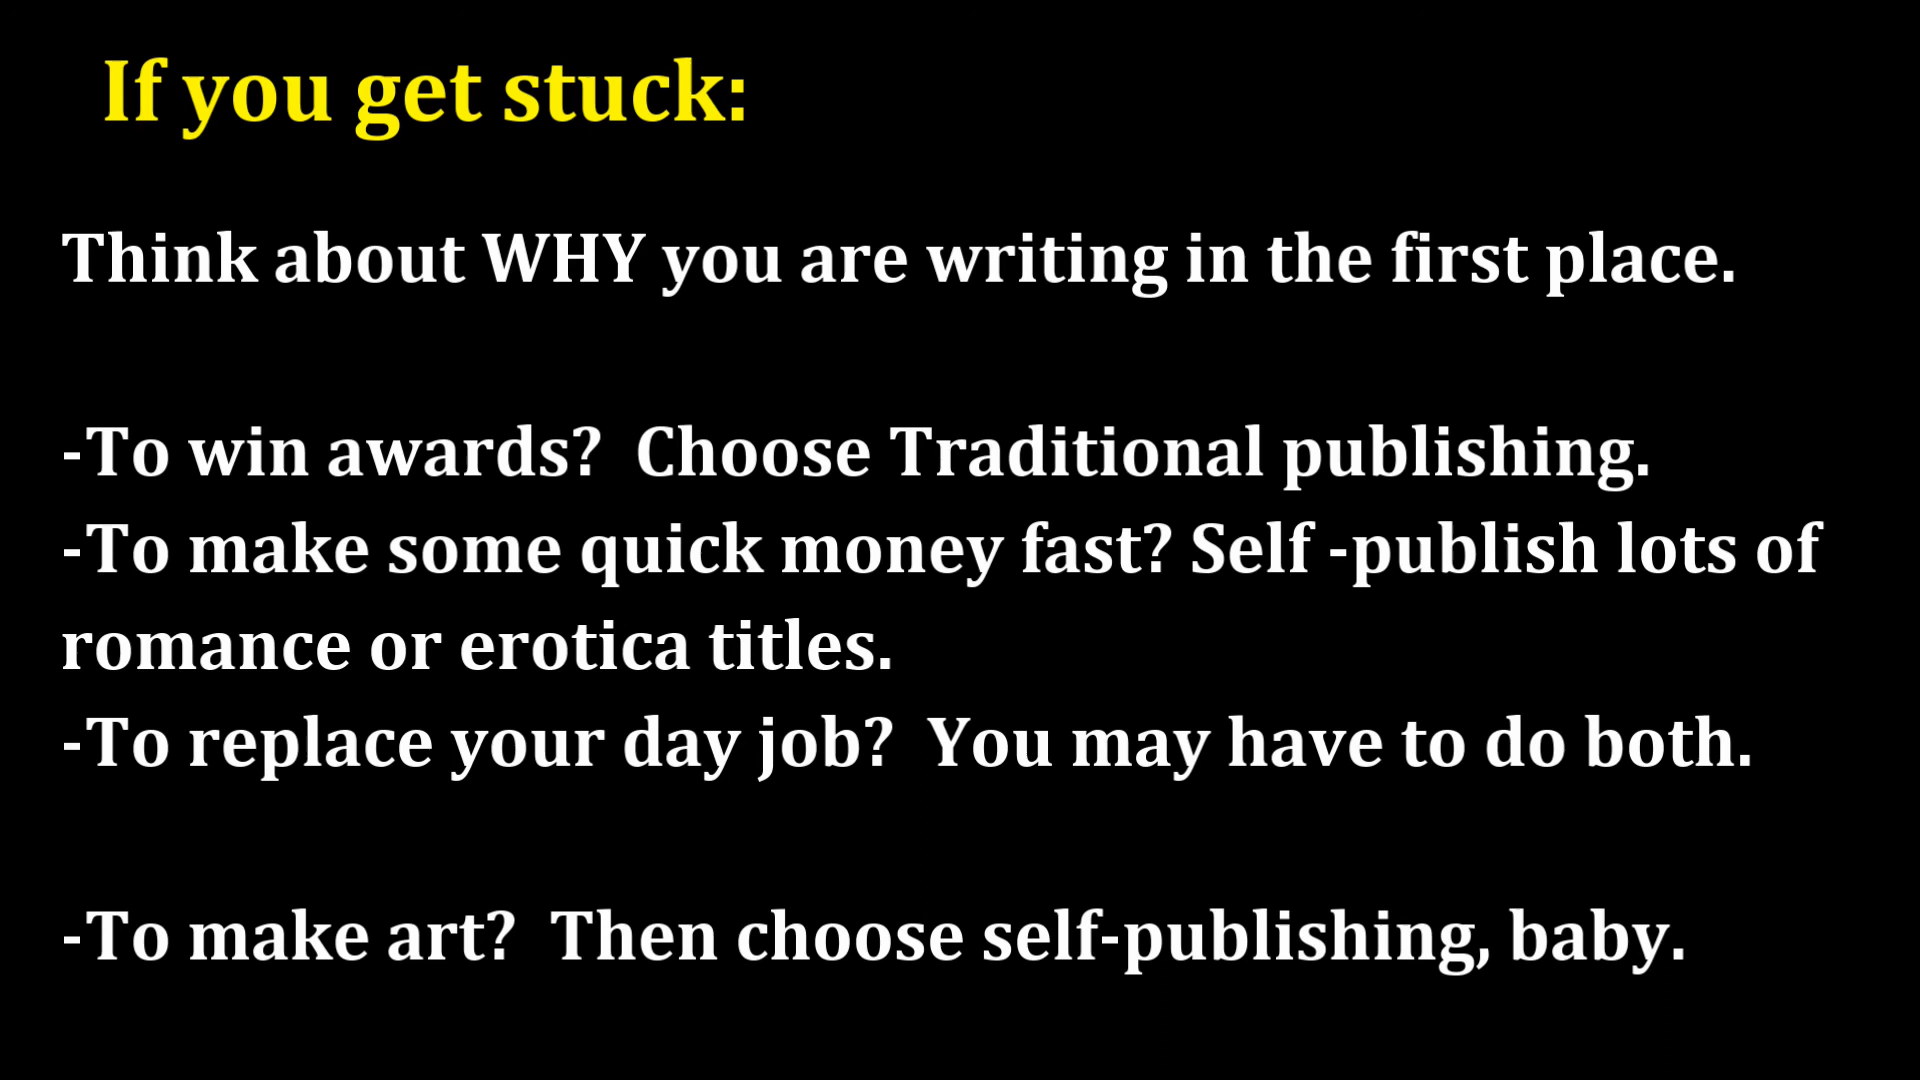 If you get stuck:
Think about WHY you are writing in the first place.
-To win awards?  Choose Traditional publishing.
-To make some quick money fast? Self -publish lots of
romance or erotica titles.
-To replace your day job?  You may have to do both.
-To make art?  Then choose self-publishing, baby.